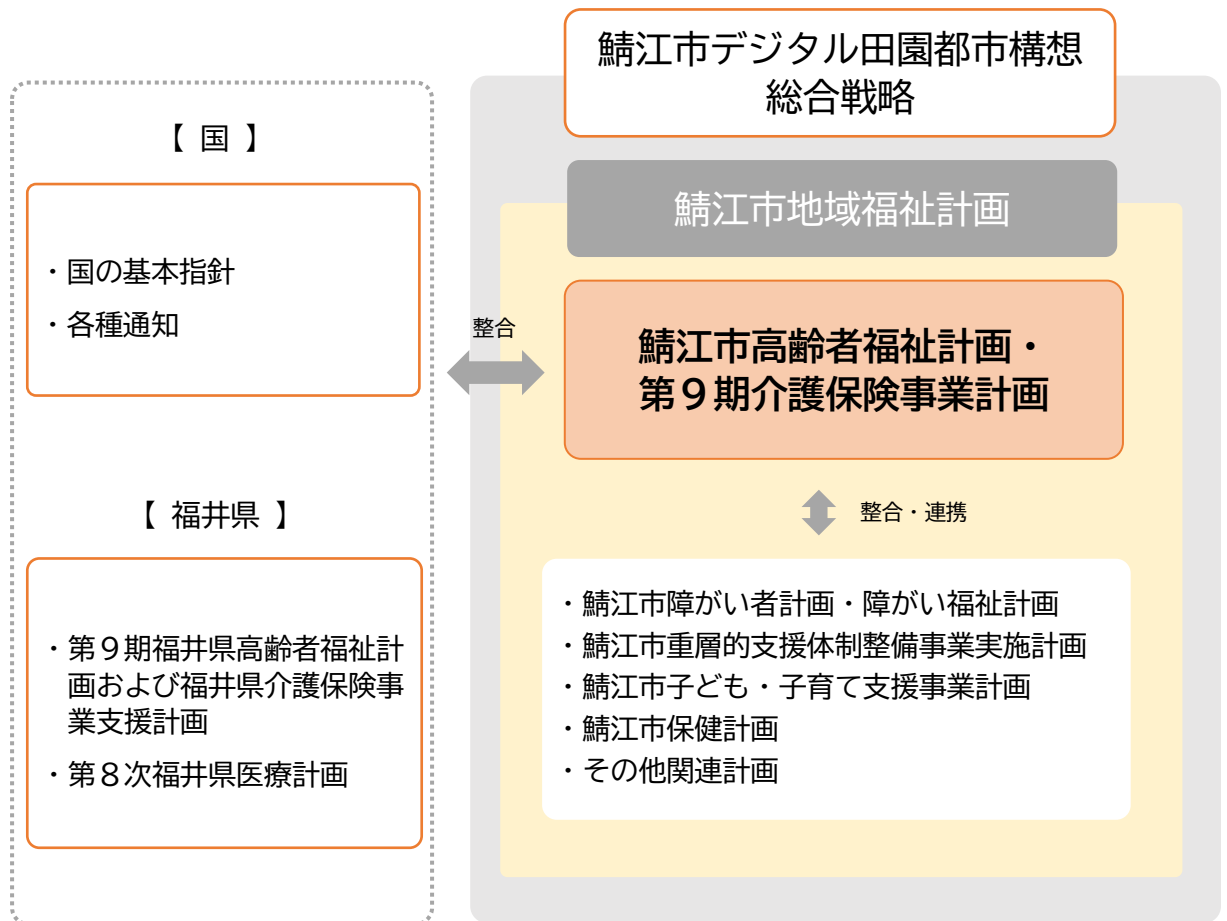 【 国 】
・国の基本指針
・各種通知
【 福井県 】
・第９期福井県高齢者福祉計
画および福井県介護保険事
業支援計画
・第８次福井県医療計画
整合
鯖江市デジタル田園都市構想
総合戦略
鯖江市地域福祉計画
鯖江市高齢者福祉計画・
第９期介護保険事業計画
整合・連携
・鯖江市障がい者計画・障がい福祉計画
・鯖江市重層的支援体制整備事業実施計画
・鯖江市子ども・子育て支援事業計画
・鯖江市保健計画
・その他関連計画